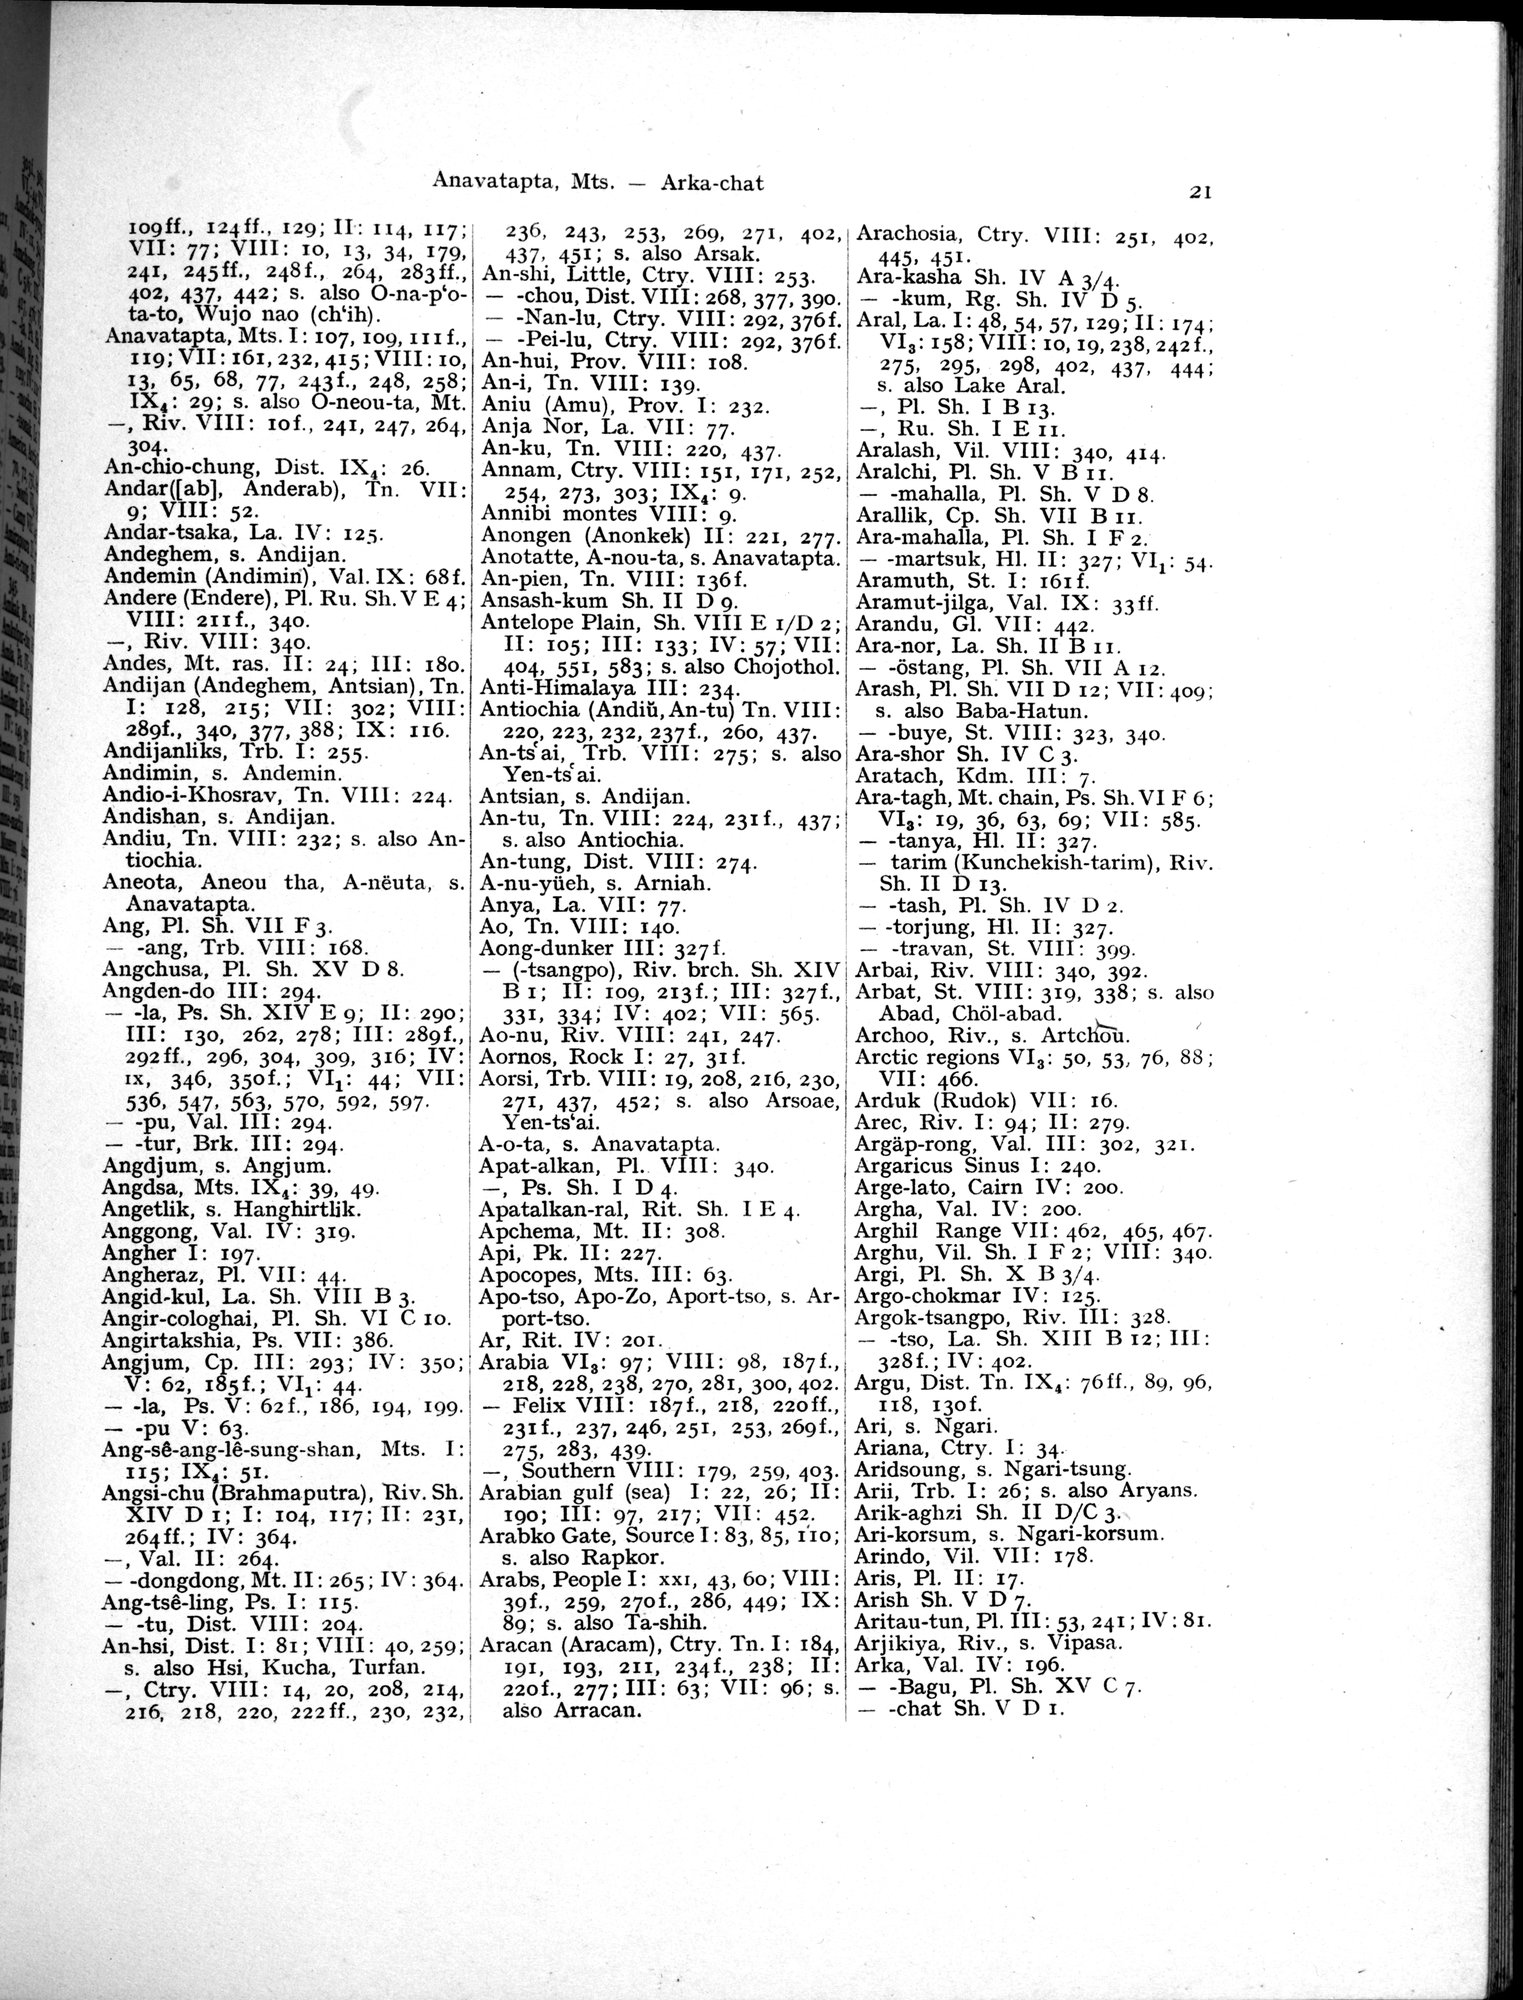 Anavatapta, Mts. — Arka-chat
21
109ff., 124ff., 129; II: 114, 117;
VII: 77; VIII: 10, 13, 34, 179,
241, 245ff., 248f., 264, 283ff.,
402, 437, 442; s. also O-na-p‘o-
ta-to, Wujo nao (ch‘ih).
Anavatapta, Mts. I: 107, 109, 111f.,
119; VII: 161, 232, 415; VIII: 10,
13, 65, 68, 77, 243f., 248, 258;
IX₄: 29; s. also O-neou-ta, Mt.
—, Riv. VIII: 10f., 241, 247, 264,
304.
An-chio-chung, Dist. IX₄: 26.
Andar([ab], Anderab), Tn. VII:
9; VIII: 52.
Andar-tsaka, La. IV: 125.
Andeghem, s. Andijan.
Andemin (Andimin), Val. IX: 68f.
Andere (Endere), Pl. Ru. Sh. V E 4;
VIII: 211f., 340.
—, Riv. VIII: 340.
Andes, Mt. ras. II: 24; III: 180.
Andijan (Andeghem, Antsian), Tn.
I: 128, 215; VII: 302; VIII:
289f., 340, 377, 388; IX: 116.
Andijanliks, Trb. I: 255.
Andimin, s. Andemin.
Andio-i-Khosrav, Tn. VIII: 224.
Andishan, s. Andijan.
Andiu, Tn. VIII: 232; s. also An-
tiochia.
Aneota, Aneou tha, A-nëuta, s.
Anavatapta.
Ang, Pl. Sh. VII F 3.
— -ang, Trb. VIII: 168.
Angchusa, Pl. Sh. XV D 8.
Angden-do III: 294.
— -la, Ps. Sh. XIV E 9; II: 290;
III: 130, 262, 278; III: 289f.,
292ff., 296, 304, 309, 316; IV:
IX, 346, 350f.; VI₁: 44; VII:
536, 547, 563, 570, 592, 597.
— -pu, Val. III: 294.
— -tur, Brk. III: 294.
Angdjum, s. Angjum.
Angdsa, Mts. IX₄: 39, 49.
Angetlik, s. Hanghirtlik.
Anggong, Val. IV: 319.
Angher I: 197.
Angheraz, Pl. VII: 44.
Angid-kul, La. Sh. VIII B 3.
Angir-cologhai, Pl. Sh. VI C 10.
Angirtakshia, Ps. VII: 386.
Angjum, Cp. III: 293; IV: 350;
V: 62, 185f.; VI₁: 44.
— -la, Ps. V: 62f., 186, 194, 199.
— -pu V: 63.
Ang-sê-ang-lê-sung-shan, Mts. I:
115; IX₄: 51.
Angsi-chu (Brahmaputra), Riv. Sh.
XIV D 1; I: 104, 117; II: 231,
264ff.; IV: 364.
—, Val. II: 264.
— -dongdong, Mt. II: 265; IV: 364.
Ang-tsê-ling, Ps. I: 115.
— -tu, Dist. VIII: 204.
An-hsi, Dist. I: 81; VIII: 40, 259;
s. also Hsi, Kucha, Turfan.
—, Ctry. VIII: 14, 20, 208, 214,
216, 218, 220, 222ff., 230, 232,
236, 243, 253, 269, 271, 402,
437, 451; s. also Arsak.
An-shi, Little, Ctry. VIII: 253.
— -chou, Dist. VIII: 268, 377, 390.
— -Nan-lu, Ctry. VIII: 292, 376f.
— -Pei-lu, Ctry. VIII: 292, 376f.
An-hui, Prov. VIII: 108.
An-i, Tn. VIII: 139.
Aniu (Amu), Prov. I: 232.
Anja Nor, La. VII: 77.
An-ku, Tn. VIII: 220, 437.
Annam, Ctry. VIII: 151, 171, 252,
254, 273, 303; IX₄: 9.
Annibi montes VIII: 9.
Anongen (Anonkek) II: 221, 277.
Anotatte, A-nou-ta, s. Anavatapta.
An-pien, Tn. VIII: 136f.
Ansash-kum Sh. II D 9.
Antelope Plain, Sh. VIII E 1/D 2;
II: 105; III: 133; IV: 57; VII:
404, 551, 583; s. also Chojothol.
Anti-Himalaya III: 234.
Antiochia (Andiŭ, An-tu) Tn. VIII:
220, 223, 232, 237f., 260, 437.
An-ts‘ai, Trb. VIII: 275; s. also
Yen-ts‘ai.
Antsian, s. Andijan.
An-tu, Tn. VIII: 224, 231f., 437;
s. also Antiochia.
An-tung, Dist. VIII: 274.
A-nu-yüeh, s. Arniah.
Anya, La. VII: 77.
Ao, Tn. VIII: 140.
Aong-dunker III: 327f.
— (-tsangpo), Riv. brch. Sh. XIV
B 1; II: 109, 213f.; III: 327f.,
331, 334; IV: 402; VII: 565.
Ao-nu, Riv. VIII: 241, 247.
Aornos, Rock I: 27, 31f.
Aorsi, Trb. VIII: 19, 208, 216, 230,
271, 437, 452; s. also Arsoae,
Yen-ts‘ai.
A-o-ta, s. Anavatapta.
Apat-alkan, Pl. VIII: 340.
—, Ps. Sh. I D 4.
Apatalkan-ral, Rit. Sh. I E 4.
Apchema, Mt. II: 308.
Api, Pk. II: 227.
Apocopes, Mts. III: 63.
Apo-tso, Apo-Zo, Aport-tso, s. Ar-
port-tso.
Ar, Rit. IV: 201.
Arabia VI₃: 97; VIII: 98, 187f.,
218, 228, 238, 270, 281, 300, 402.
— Felix VIII: 187f., 218, 220ff.,
231f., 237, 246, 251, 253, 269f.,
275, 283, 439.
—, Southern VIII: 179, 259, 403.
Arabian gulf (sea) I: 22, 26; II:
190; III: 97, 217; VII: 452.
Arabko Gate, Source I: 83, 85, 110;
s. also Rapkor.
Arabs, People I: XXI, 43, 60; VIII:
39f., 259, 270f., 286, 449; IX:
89; s. also Ta-shih.
Aracan (Aracam), Ctry. Tn. I: 184,
191, 193, 211, 234f., 238; II:
220f., 277; III: 63; VII: 96; s.
also Arracan.
Arachosia, Ctry. VIII: 251, 402,
445, 451.
Ara-kasha Sh. IV A 3/4.
— -kum, Rg. Sh. IV D 5.
Aral, La. I: 48, 54, 57, 129; II: 174;
VI₃: 158; VIII: 10, 19, 238, 242f.,
275, 295, 298, 402, 437, 444;
s. also Lake Aral.
—, Pl. Sh. I B 13.
—, Ru. Sh. I E 11.
Aralash, Vil. VIII: 340, 414.
Aralchi, Pl. Sh. V B 11.
— -mahalla, Pl. Sh. V D 8.
Arallik, Cp. Sh. VII B 11.
Ara-mahalla, Pl. Sh. I F 2.
— -martsuk, Hl. II: 327; VI₁: 54.
Aramuth, St. I: 161f.
Aramut-jilga, Val. IX: 33ff.
Arandu, Gl. VII: 442.
Ara-nor, La. Sh. II B 11.
— -östang, Pl. Sh. VII A 12.
Arash, Pl. Sh. VII D 12; VII: 409;
s. also Baba-Hatun.
— -buye, St. VIII: 323, 340.
Ara-shor Sh. IV C 3.
Aratach, Kdm. III: 7.
Ara-tagh, Mt. chain, Ps. Sh. VI F 6;
VI₃: 19, 36, 63, 69; VII: 585.
— -tanya, Hl. II: 327.
— tarim (Kunchekish-tarim), Riv.
Sh. II D 13.
— -tash, Pl. Sh. IV D 2.
— -torjung, Hl. II: 327.
— -travan, St. VIII: 399.
Arbai, Riv. VIII: 340, 392.
Arbat, St. VIII: 319, 338; s. also
Abad, Chöl-abad.
Archoo, Riv., s. Artchou.
Arctic regions VI₃: 50, 53, 76, 88;
VII: 466.
Arduk (Rudok) VII: 16.
Arec, Riv. I: 94; II: 279.
Argäp-rong, Val. III: 302, 321.
Argaricus Sinus I: 240.
Arge-lato, Cairn IV: 200.
Argha, Val. IV: 200.
Arghil Range VII: 462, 465, 467.
Arghu, Vil. Sh. I F 2; VIII: 340.
Argi, Pl. Sh. X B 3/4.
Argo-chokmar IV: 125.
Argok-tsangpo, Riv. III: 328.
— -tso, La. Sh. XIII B 12; III:
328f.; IV: 402.
Argu, Dist. Tn. IX₄: 76ff., 89, 96,
118, 130f.
Ari, s. Ngari.
Ariana, Ctry. I: 34.
Aridsoung, s. Ngari-tsung.
Arii, Trb. I: 26; s. also Aryans.
Arik-aghzi Sh. II D/C 3.
Ari-korsum, s. Ngari-korsum.
Arindo, Vil. VII: 178.
Aris, Pl. II: 17.
Arish Sh. V D 7.
Aritau-tun, Pl. III: 53, 241; IV: 81.
Arjikiya, Riv., s. Vipasa.
Arka, Val. IV: 196.
— -Bagu, Pl. Sh. XV C 7.
— -chat Sh. V D 1.